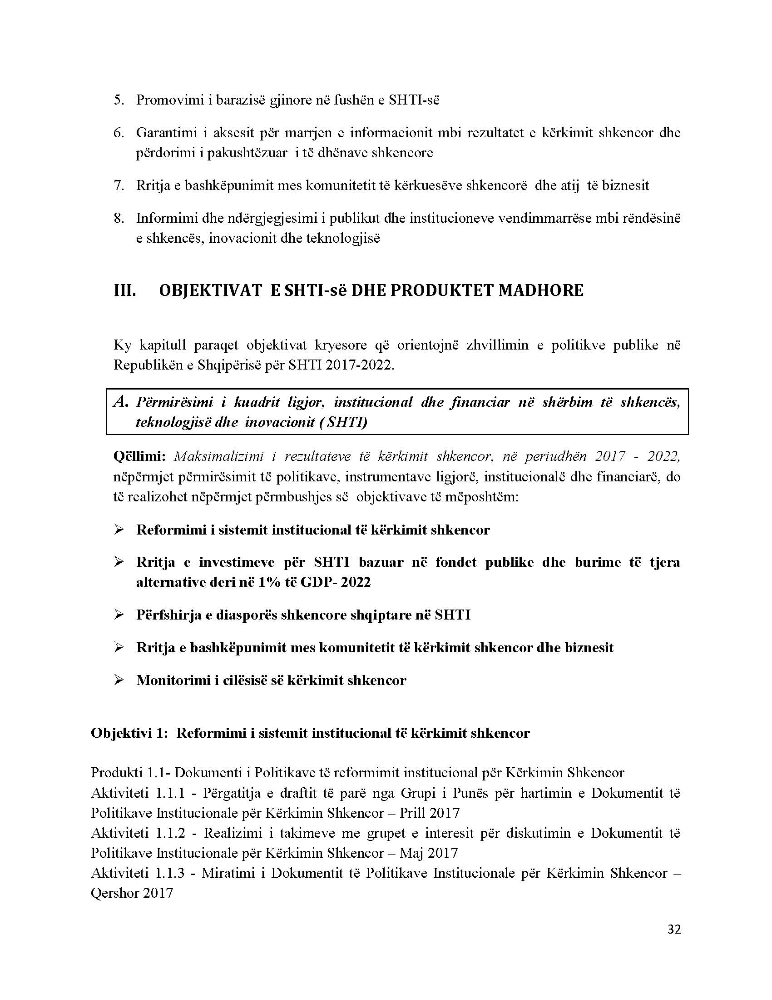 5. Promovimi i barazisë gjinore në fushën e SHTI-së
6. Garantimi i aksesit për marrjen e informacionit mbi rezultatet e kërkimit shkencor dhe
përdorimi i pakushtëzuar i të dhënave shkencore
7. Rritja e bashkëpunimit mes komunitetit të kërkuesëve shkencorë dhe atij të biznesit
8. Informimi dhe ndërgjegjesimi i publikut dhe institucioneve vendimmarrëse mbi rëndësinë
e shkencës, inovacionit dhe teknologjisë
III. OBJEKTIVAT E SHTI-së DHE PRODUKTET MADHORE
Ky kapitull paraqet objektivat kryesore që orientojnë zhvillimin e politikve publike në
Republikën e Shqipërisë për SHTI 2017-2022.
A. Përmirësimi i kuadrit ligjor, institucional dhe financiar në shërbim të shkencës,
teknologjisë dhe inovacionit ( SHTI)
Qëllimi: Maksimalizimi i rezultateve të kërkimit shkencor, në periudhën 2017 - 2022,
nëpërmjet përmirësimit të politikave, instrumentave ligjorë, institucionalë dhe financiarë, do
të realizohet nëpërmjet përmbushjes së objektivave të mëposhtëm:
➢ Reformimi i sistemit institucional të kërkimit shkencor
➢ Rritja e investimeve për SHTI bazuar në fondet publike dhe burime të tjera
alternative deri në 1% të GDP- 2022
➢ Përfshirja e diasporës shkencore shqiptare në SHTI
➢ Rritja e bashkëpunimit mes komunitetit të kërkimit shkencor dhe biznesit
➢ Monitorimi i cilësisë së kërkimit shkencor
Objektivi 1: Reformimi i sistemit institucional të kërkimit shkencor
Produkti 1.1- Dokumenti i Politikave të reformimit institucional për Kërkimin Shkencor
Aktiviteti 1.1.1 - Përgatitja e draftit të parë nga Grupi i Punës për hartimin e Dokumentit të
Politikave Institucionale për Kërkimin Shkencor – Prill 2017
Aktiviteti 1.1.2 - Realizimi i takimeve me grupet e interesit për diskutimin e Dokumentit të
Politikave Institucionale për Kërkimin Shkencor – Maj 2017
Aktiviteti 1.1.3 - Miratimi i Dokumentit të Politikave Institucionale për Kërkimin Shkencor –
Qershor 2017
32